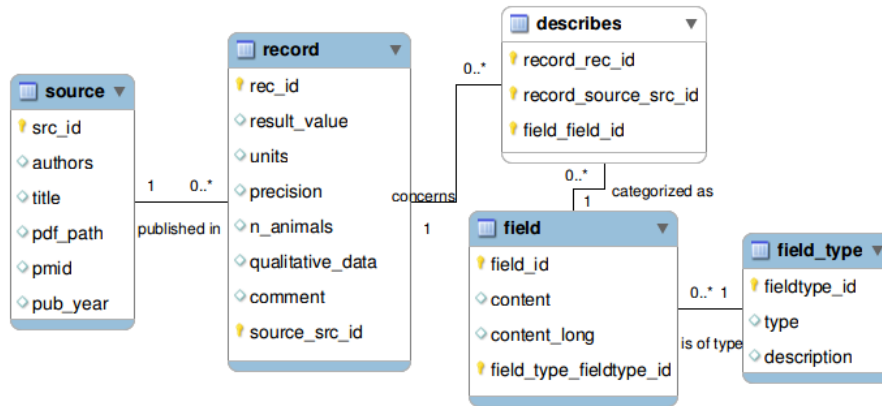 source
src_id
authors
title
pdf_path
pmid
pub_year
1
0..*
published in
record
rec_id
result_value
units
precision
n_animals
qualitative_data
comment
source_src_id
0..*
concerns
1
describes
record_rec_id
record_source_src_id
field_field_id
0..*
categorized as
1
field
field_id
content
content_long
field_type_fieldtype_id
0..* 1
is of type
field_type
fieldtype_id
type
description